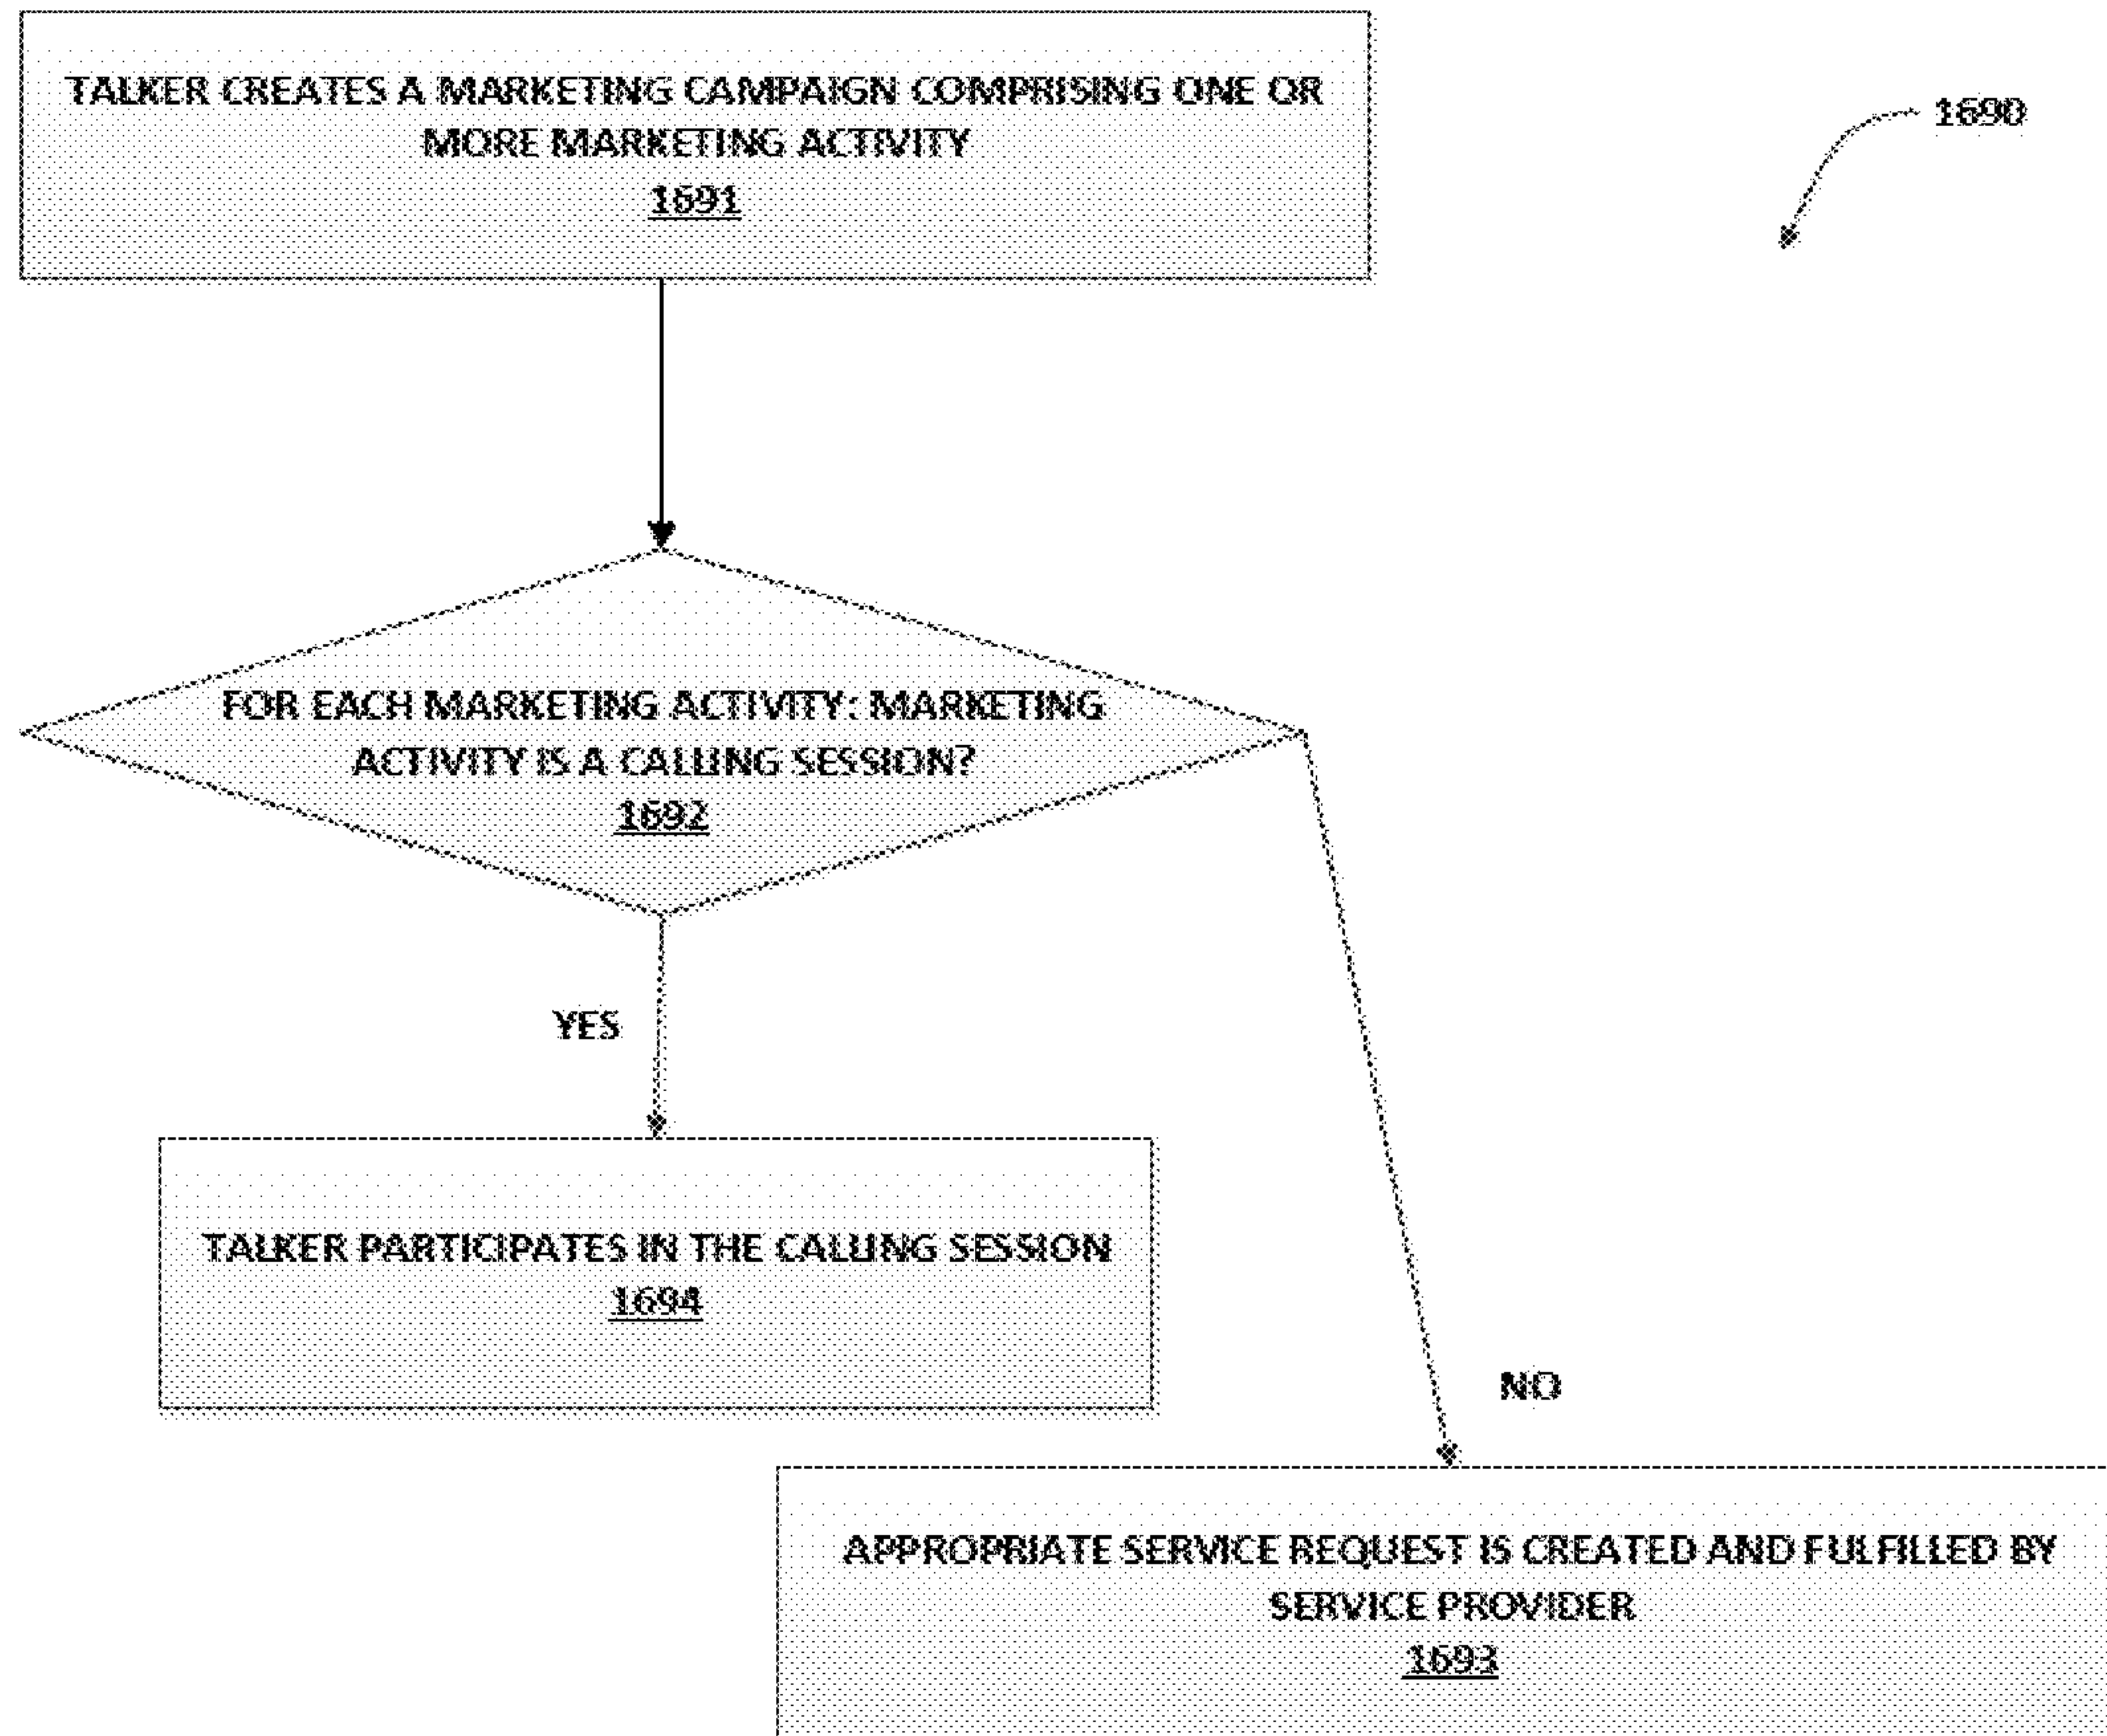 TALKER CREATES A MARKETING CAMPAIGN COMPRISING ONE OR
MORE MARKETING ACTIVITY
1691
1690
FOR EACH MARKETING ACTIVITY: MARKETING
ACTIVITY IS A CALLING SESSION?
1692
YES
TALKER PARTICIPATES IN THE CALLING SESSION
1694
NO
APPROPRIATE SERVICE REQUEST IS CREATED AND FULFILLED BY
SERVICE PROVIDER
1693